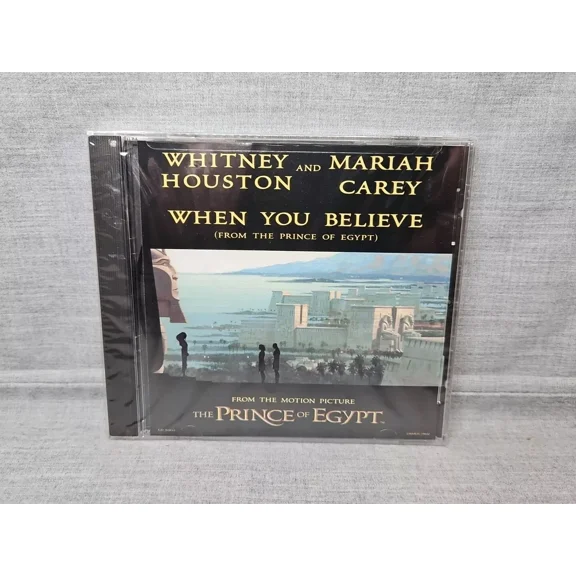 WHITNEY AND MARIAH
HOUSTON CAREY
WHEN YOU BELIEVE
(FROM THE PRINCE OF EGYPT)
FROM THE MOTION PICTURE
THE PRINCE OF EGYPT